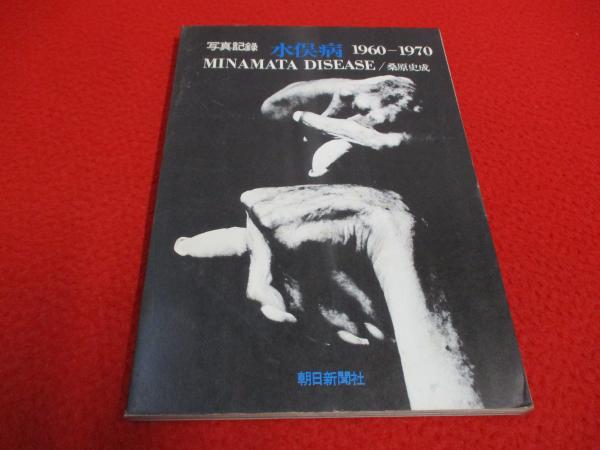 写真記録 水俣病 1960-1970
MINAMATA DISEASE / 桑原史成
朝日新聞社